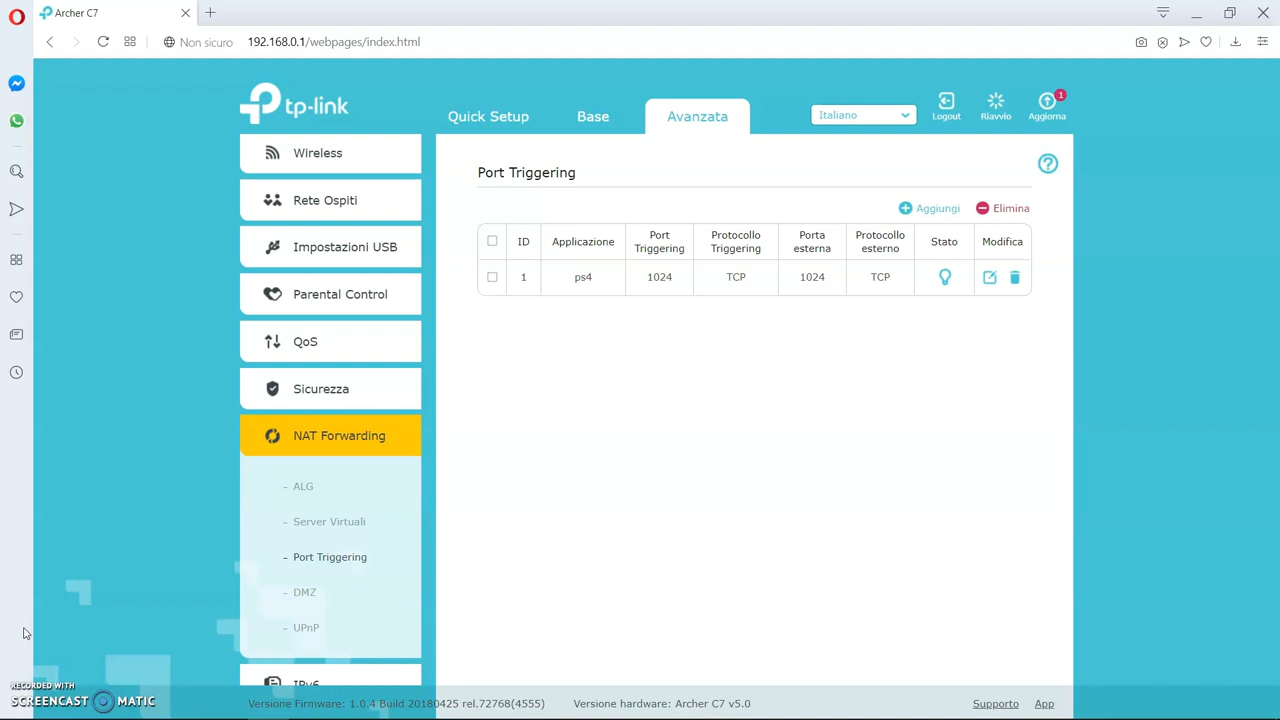 Archer C7
Non sicuro 192.168.0.1/webpages/index.html
tp-link
Quick Setup
Base
Avanzata
Italiano
Logout
Riavvio
1
Aggiorna
Wireless
Rete Ospiti
Impostazioni USB
Parental Control
QoS
Sicurezza
NAT Forwarding
- ALG
- Server Virtuali
- Port Triggering
- DMZ
- UPnP
IPv6
Port Triggering
Aggiungi
Elimina
ID Applicazione Port Triggering Protocollo Triggering Porta esterna Protocollo esterno Stato Modifica
1 ps4 1024 TCP 1024 TCP
RECORDED WITH
SCREENCAST MATIC
Versione Firmware: 1.0.4 Build 20180425 rel.72768(4555) Versione hardware: Archer C7 v5.0 Supporto App